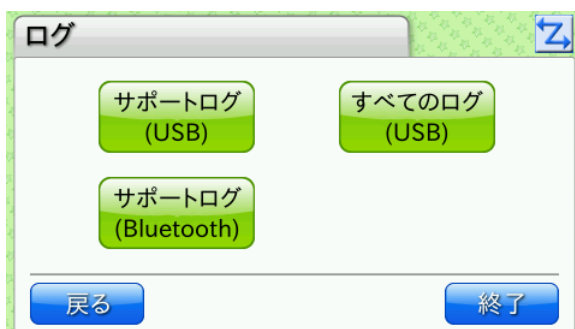 ログ
サポートログ
(USB)
すべてのログ
(USB)
サポートログ
(Bluetooth)
戻る
終了